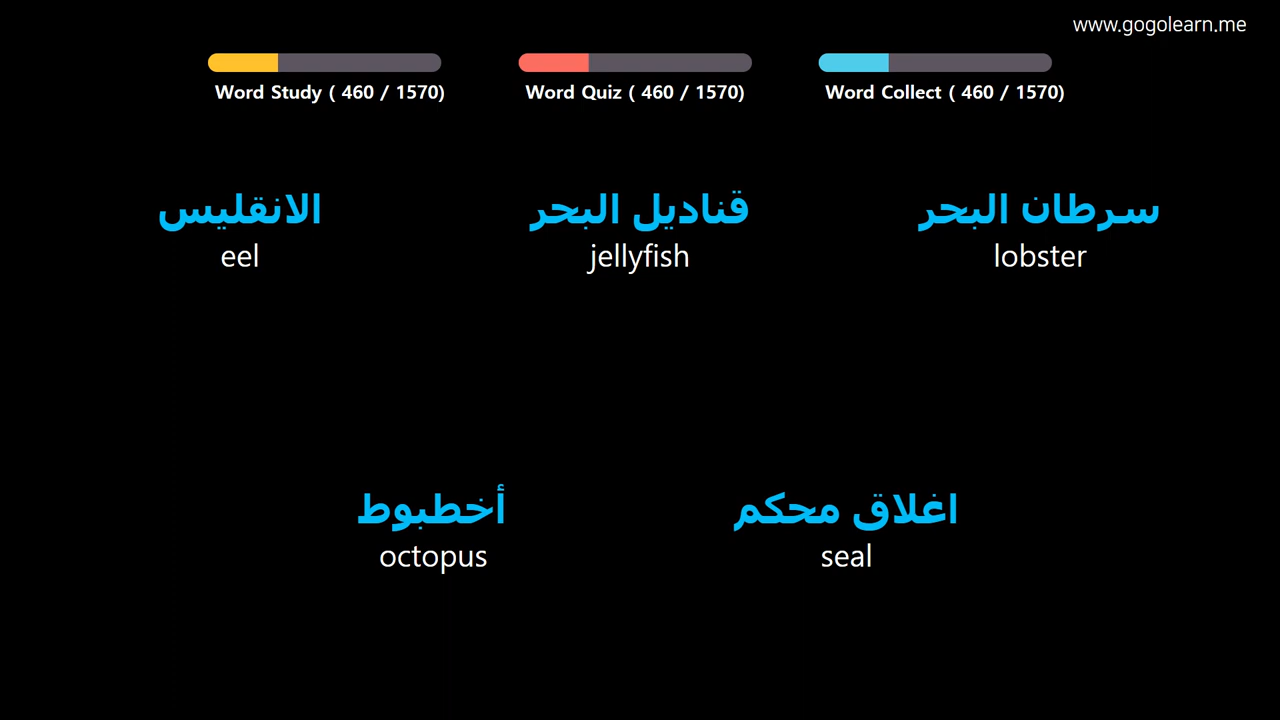 www.gogolearn.me
Word Study ( 460 / 1570)
Word Quiz ( 460 / 1570)
Word Collect ( 460 / 1570)
الانقليس
eel
قناديل البحر
jellyfish
سرطان البحر
lobster
أخطبوط
octopus
اغلاق محكم
seal